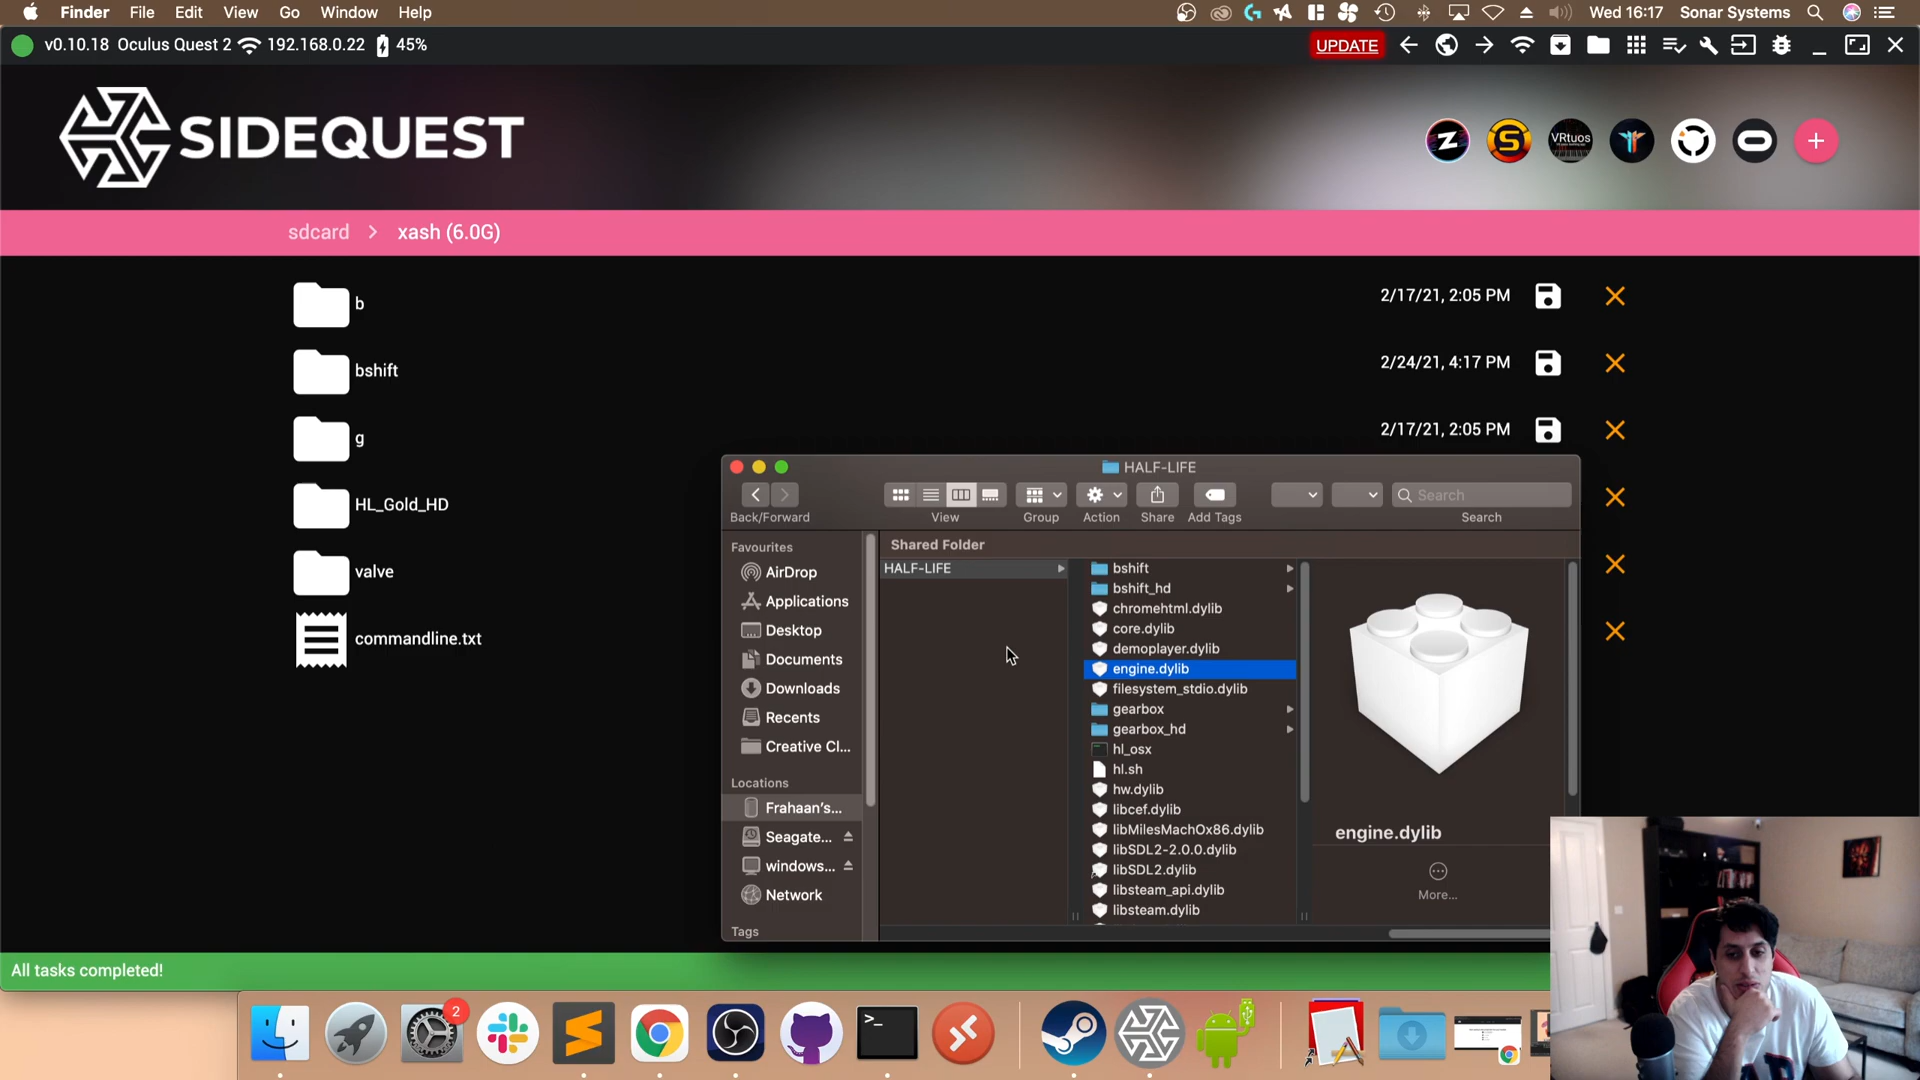 Finder File Edit View Go Window Help Wed 16:17 Sonar Systems
v0.10.18 Oculus Quest 2 192.168.0.22 45% UPDATE
SIDEQUEST
VRtuos
sdcard > xash (6.0G)
b 2/17/21, 2:05 PM
bshift 2/24/21, 4:17 PM
g 2/17/21, 2:05 PM
HL_Gold_HD
valve
commandline.txt
HALF-LIFE
Search
Back/Forward View Group Action Share Add Tags Search
Favourites
AirDrop
Applications
Desktop
Documents
Downloads
Recents
Creative Cl...
Locations
Frahaan's...
Seagate...
windows...
Network
Tags
Shared Folder
HALF-LIFE
bshift
bshift_hd
chromehtml.dylib
core.dylib
demoplayer.dylib
engine.dylib
filesystem_stdio.dylib
gearbox
gearbox_hd
hl_osx
hl.sh
hw.dylib
libcef.dylib
libMilesMachOx86.dylib
libSDL2-2.0.0.dylib
libSDL2.dylib
libsteam_api.dylib
libsteam.dylib
engine.dylib
More...
All tasks completed!
2